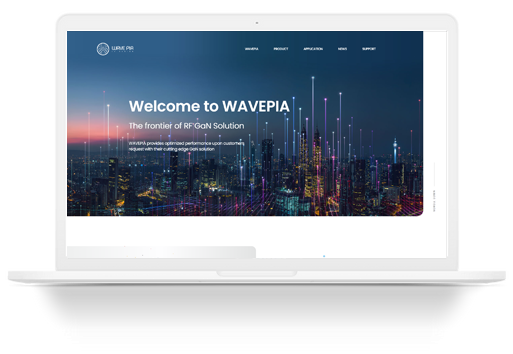 WAVE PIA
WAVEPIA PRODUCT APPLICATION NEWS SUPPORT
Welcome to WAVEPIA
The frontier of RF GaN Solution
WAVEPIA provides optimized performance upon customers
request with their cutting edge GaN solution